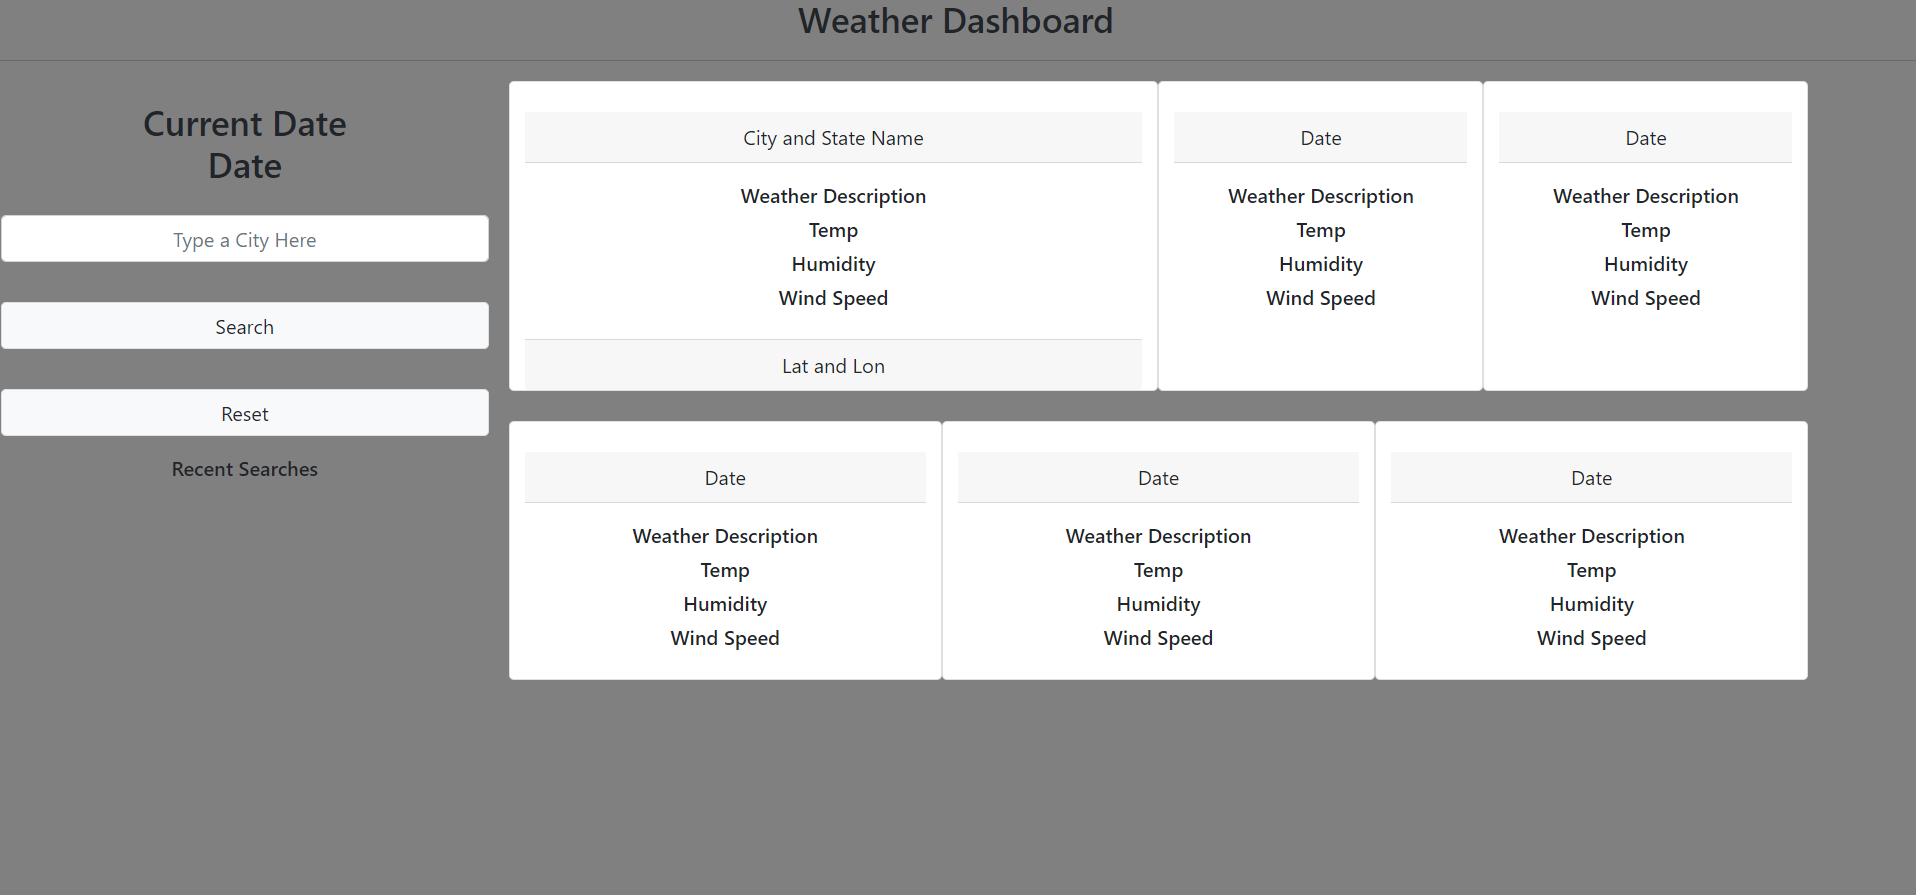 Weather Dashboard
Current Date
Date
Type a City Here
Search
Reset
Recent Searches
City and State Name
Weather Description
Temp
Humidity
Wind Speed
Lat and Lon
Date
Weather Description
Temp
Humidity
Wind Speed
Date
Weather Description
Temp
Humidity
Wind Speed
Date
Weather Description
Temp
Humidity
Wind Speed
Date
Weather Description
Temp
Humidity
Wind Speed
Date
Weather Description
Temp
Humidity
Wind Speed